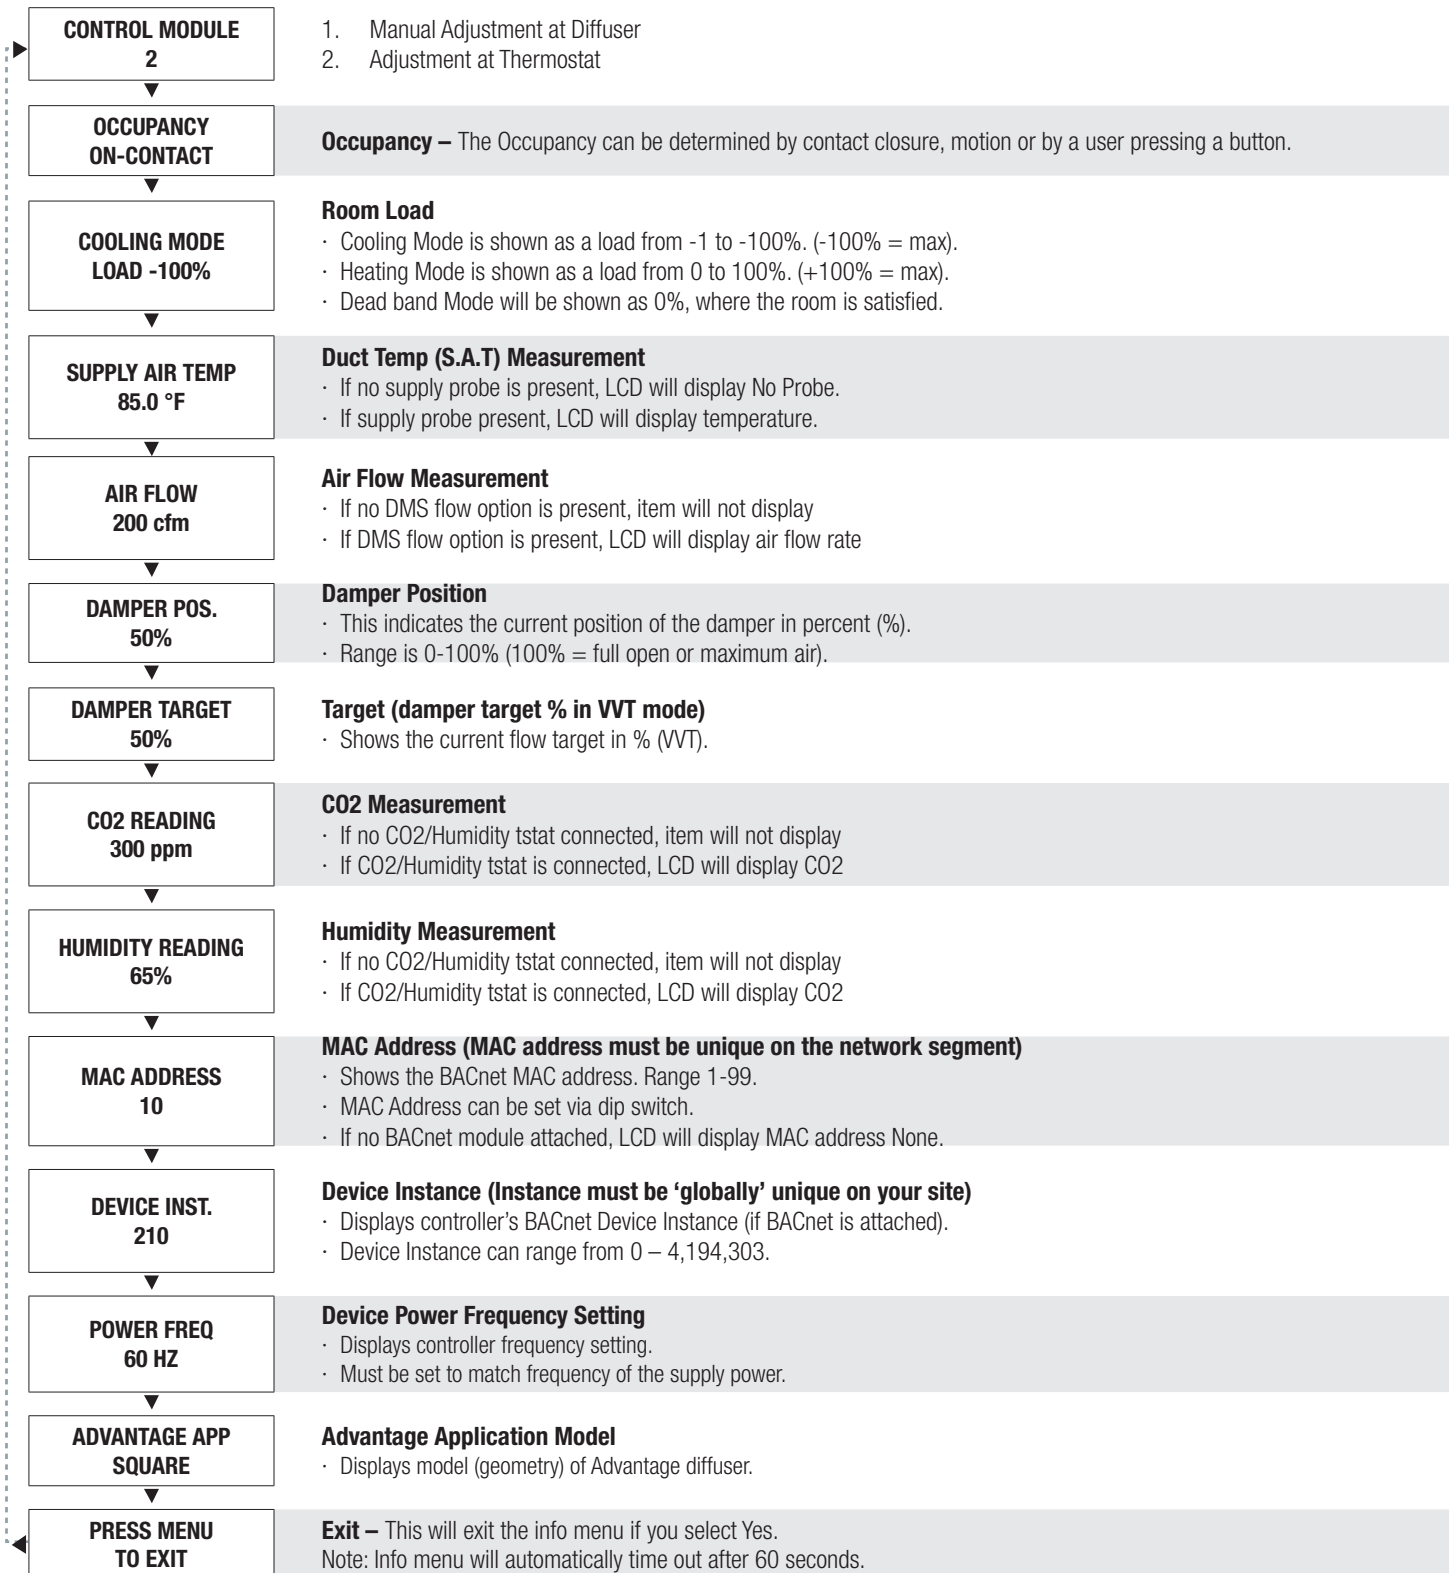 CONTROL MODULE
2
1. Manual Adjustment at Diffuser
2. Adjustment at Thermostat
OCCUPANCY
ON-CONTACT
Occupancy – The Occupancy can be determined by contact closure, motion or by a user pressing a button.
COOLING MODE
LOAD -100%
Room Load
· Cooling Mode is shown as a load from -1 to -100%. (-100% = max).
· Heating Mode is shown as a load from 0 to 100%. (+100% = max).
· Dead band Mode will be shown as 0%, where the room is satisfied.
SUPPLY AIR TEMP
85.0 °F
Duct Temp (S.A.T) Measurement
· If no supply probe is present, LCD will display No Probe.
· If supply probe present, LCD will display temperature.
AIR FLOW
200 cfm
Air Flow Measurement
· If no DMS flow option is present, item will not display
· If DMS flow option is present, LCD will display air flow rate
DAMPER POS.
50%
Damper Position
· This indicates the current position of the damper in percent (%).
· Range is 0-100% (100% = full open or maximum air).
DAMPER TARGET
50%
Target (damper target % in VVT mode)
· Shows the current flow target in % (VVT).
CO2 READING
300 ppm
CO2 Measurement
· If no CO2/Humidity tstat connected, item will not display
· If CO2/Humidity tstat is connected, LCD will display CO2
HUMIDITY READING
65%
Humidity Measurement
· If no CO2/Humidity tstat connected, item will not display
· If CO2/Humidity tstat is connected, LCD will display CO2
MAC ADDRESS
10
MAC Address (MAC address must be unique on the network segment)
· Shows the BACnet MAC address. Range 1-99.
· MAC Address can be set via dip switch.
· If no BACnet module attached, LCD will display MAC address None.
DEVICE INST.
210
Device Instance (Instance must be ‘globally’ unique on your site)
· Displays controller’s BACnet Device Instance (if BACnet is attached).
· Device Instance can range from 0 – 4,194,303.
POWER FREQ
60 HZ
Device Power Frequency Setting
· Displays controller frequency setting.
· Must be set to match frequency of the supply power.
ADVANTAGE APP
SQUARE
Advantage Application Model
· Displays model (geometry) of Advantage diffuser.
PRESS MENU
TO EXIT
Exit – This will exit the info menu if you select Yes.
Note: Info menu will automatically time out after 60 seconds.